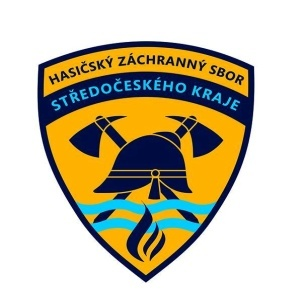 HASIČSKÝ ZÁCHRANNÝ SBOR
STŘEDOČESKÉHO KRAJE